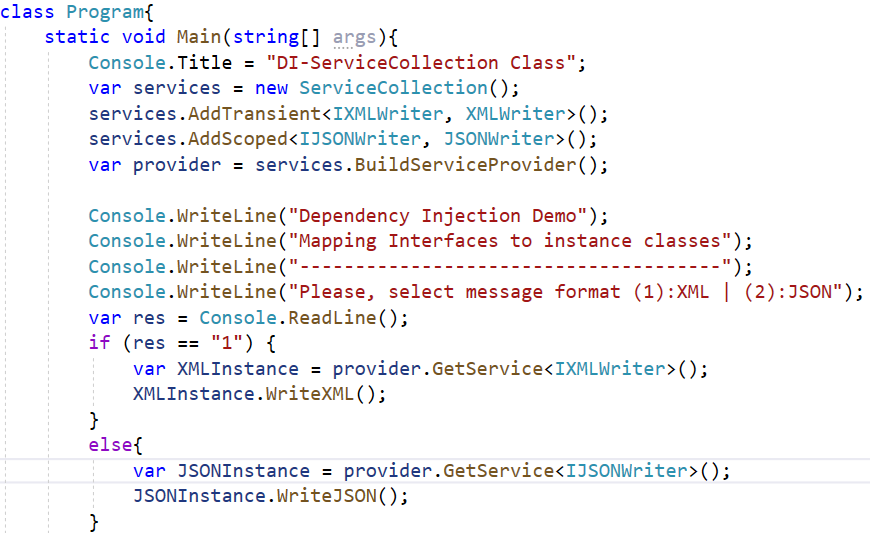 class Program{
static void Main(string[] args){
Console.Title = "DI-ServiceCollection Class";
var services = new ServiceCollection();
services.AddTransient<IXMLWriter, XMLWriter>();
services.AddScoped<IJSONWriter, JSONWriter>();
var provider = services.BuildServiceProvider();
Console.WriteLine("Dependency Injection Demo");
Console.WriteLine("Mapping Interfaces to instance classes");
Console.WriteLine("--------------------------------------");
Console.WriteLine("Please, select message format (1):XML | (2):JSON");
var res = Console.ReadLine();
if (res == "1") {
var XMLInstance = provider.GetService<IXMLWriter>();
XMLInstance.WriteXML();
}
else{
var JSONInstance = provider.GetService<IJSONWriter>();
JSONInstance.WriteJSON();
}